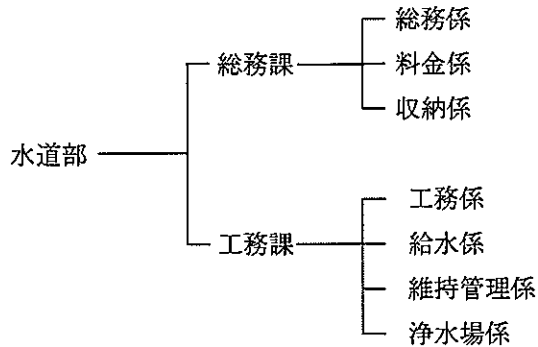 総務係
総務課
料金係
収納係
水道部
工務係
工務課
給水係
維持管理係
浄水場係